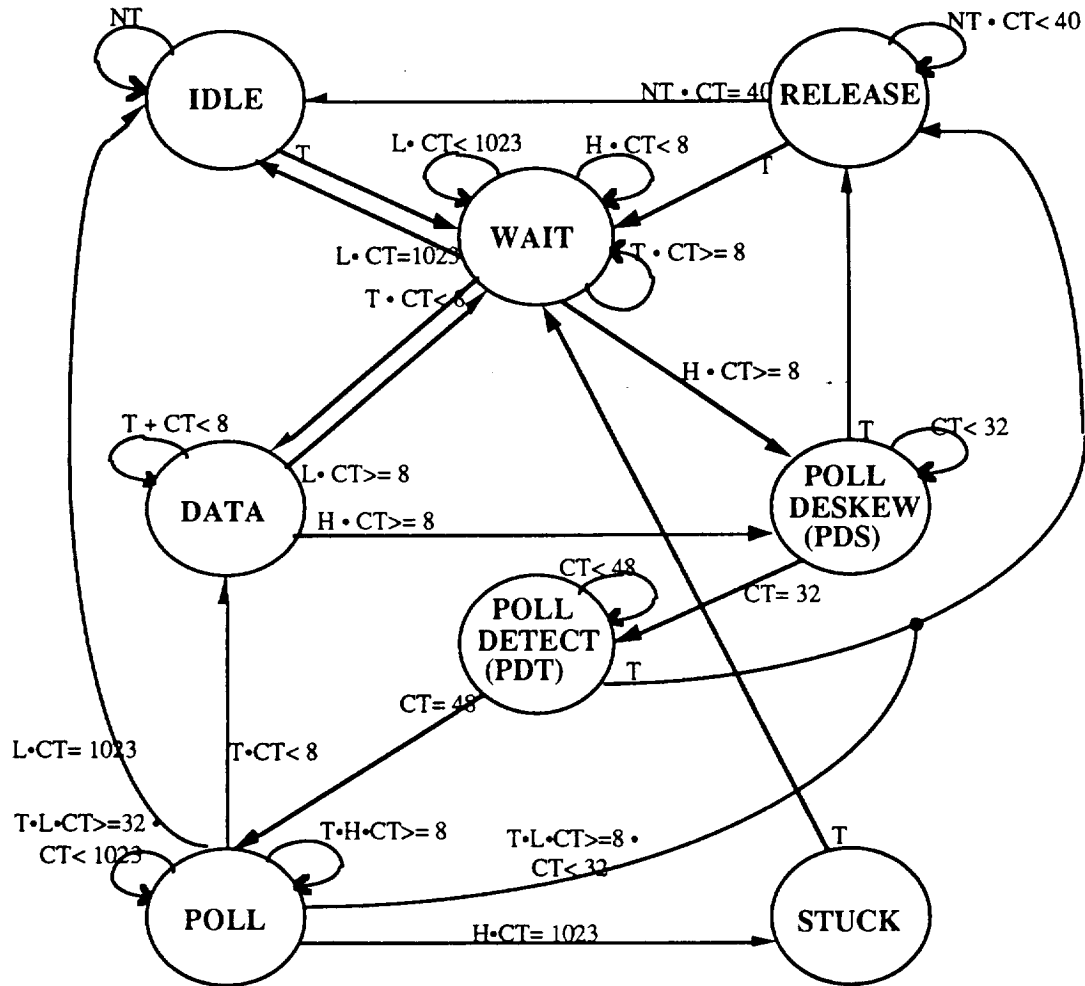 NT
NT • CT< 40
IDLE
NT • CT= 40
RELEASE
L • CT< 1023
H • CT< 8
T
T
WAIT
L • CT=1023
T • CT>= 8
T • CT< 8
H • CT>= 8
T + CT< 8
T
CT< 32
L • CT>= 8
POLL
DESKEW
(PDS)
DATA
H • CT>= 8
CT< 48
CT= 32
POLL
DETECT
(PDT)
T
CT= 48
L•CT= 1023
T•CT< 8
T•L•CT>=32 •
CT< 1023
T•H•CT>= 8
T•L•CT>=8 •
CT< 32
T
POLL
H•CT= 1023
STUCK